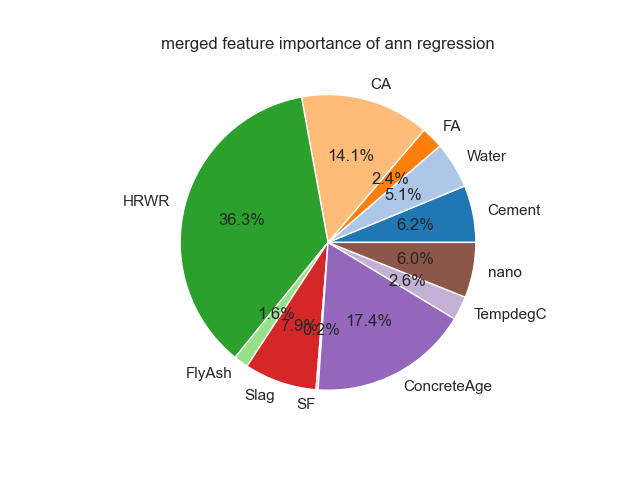 merged feature importance of ann regression
CA
FA
14.1%
Water
2.4%
5.1%
HRWR
Cement
36.3%
6.2%
6.0%
nano
2.6%
1.6%
TempdegC
7.9%
0.2%
17.4%
FlyAsh
ConcreteAge
Slag
SF